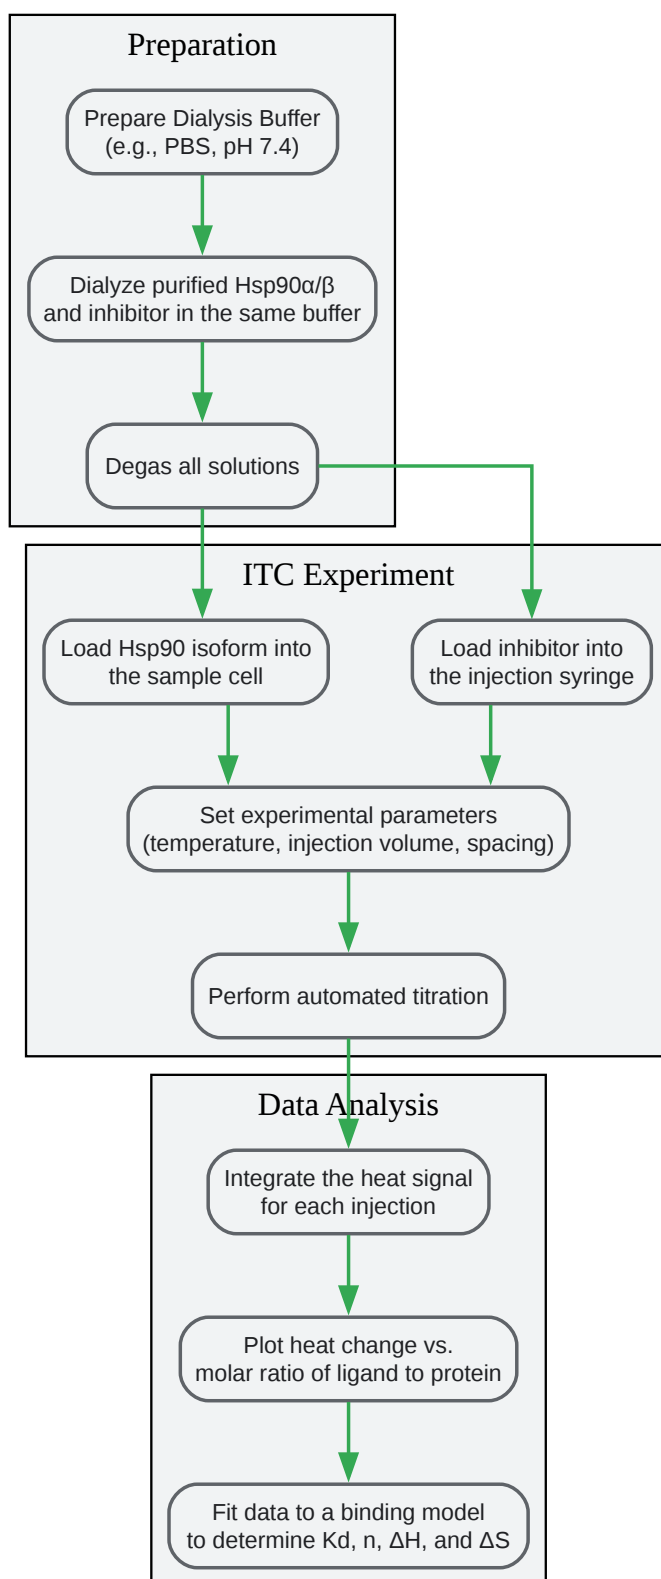 Preparation
Prepare Dialysis Buffer
(e.g., PBS, pH 7.4)
Dialyze purified Hsp90α/β
and inhibitor in the same buffer
Degas all solutions
ITC Experiment
Load Hsp90 isoform into
the sample cell
Load inhibitor into
the injection syringe
Set experimental parameters
(temperature, injection volume, spacing)
Perform automated titration
Data Analysis
Integrate the heat signal
for each injection
Plot heat change vs.
molar ratio of ligand to protein
Fit data to a binding model
to determine Kd, n, ΔH, and ΔS